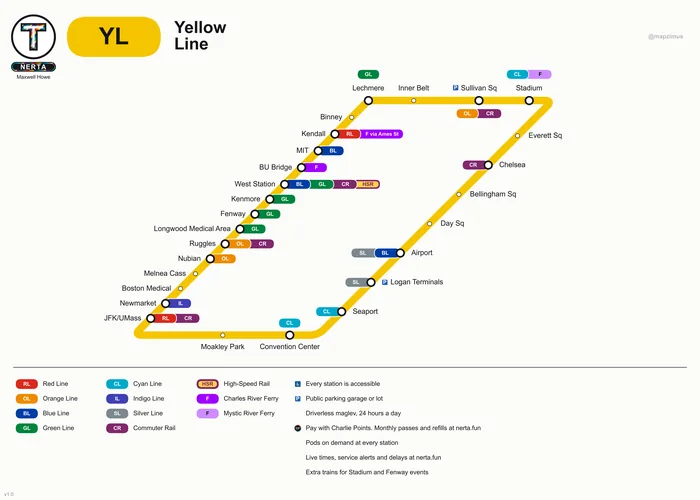 T
NERTA
Maxwell Howe
YL
Yellow
Line
@mapzimus
GL
CL F
Lechmere
Inner Belt
P Sullivan Sq
Stadium
OL CR
Binney
Kendall
RL F via Ames St
Everett Sq
MIT
BL
BU Bridge
F
CR
Chelsea
West Station
BL GL CR HSR
Kenmore
GL
Bellingham Sq
Fenway
GL
Longwood Medical Area
GL
Day Sq
Ruggles
OL CR
Nubian
OL
SL BL
Airport
Melnea Cass
SL
P Logan Terminals
Boston Medical
Newmarket
IL
CL
Seaport
JFK/UMass
RL CR
CL
Moakley Park
Convention Center
RL Red Line
OL Orange Line
BL Blue Line
GL Green Line
CL Cyan Line
IL Indigo Line
SL Silver Line
CR Commuter Rail
HSR High-Speed Rail
F Charles River Ferry
F Mystic River Ferry
Every station is accessible
P Public parking garage or lot
Driverless maglev, 24 hours a day
Pay with Charlie Points. Monthly passes and refills at nerta.fun
Pods on demand at every station
Live times, service alerts and delays at nerta.fun
Extra trains for Stadium and Fenway events
v1.0